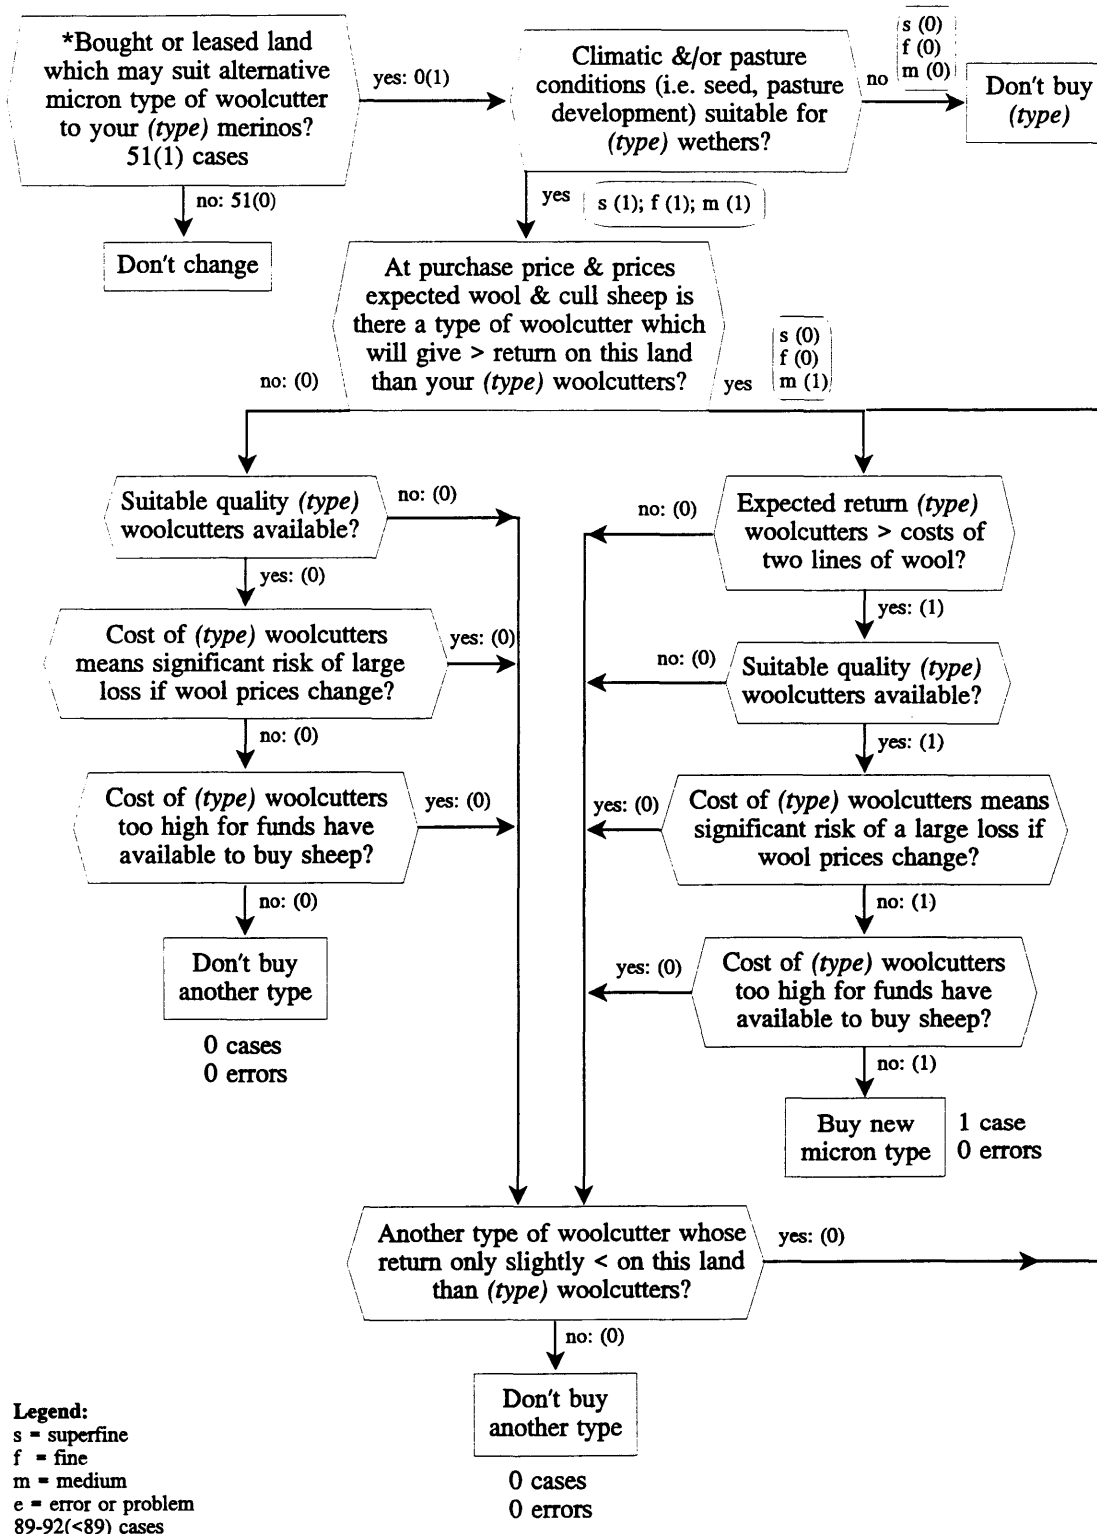 *Bought or leased land
which may suit alternative
micron type of woolcutter
to your (type) merinos?
51(1) cases
yes: 0(1)
no: 51(0)
Don't change
Climatic &/or pasture
conditions (i.e. seed, pasture
development) suitable for
(type) wethers?
no
s (0)
f (0)
m (0)
Don't buy
(type)
yes
s (1); f (1); m (1)
At purchase price & prices
expected wool & cull sheep is
there a type of woolcutter which
will give > return on this land
than your (type) woolcutters?
no: (0)
yes
s (0)
f (0)
m (1)
Suitable quality (type)
woolcutters available?
no: (0)
yes: (0)
Cost of (type) woolcutters
means significant risk of large
loss if wool prices change?
yes: (0)
no: (0)
Cost of (type) woolcutters
too high for funds have
available to buy sheep?
yes: (0)
no: (0)
Don't buy
another type
0 cases
0 errors
Expected return (type)
woolcutters > costs of
two lines of wool?
no: (0)
yes: (1)
Suitable quality (type)
woolcutters available?
no: (0)
yes: (1)
Cost of (type) woolcutters means
significant risk of a large loss if
wool prices change?
yes: (0)
no: (1)
Cost of (type) woolcutters
too high for funds have
available to buy sheep?
yes: (0)
no: (1)
Buy new
micron type
1 case
0 errors
Another type of woolcutter whose
return only slightly < on this land
than (type) woolcutters?
yes: (0)
no: (0)
Don't buy
another type
0 cases
0 errors
Legend:
s = superfine
f = fine
m = medium
e = error or problem
89-92(<89) cases